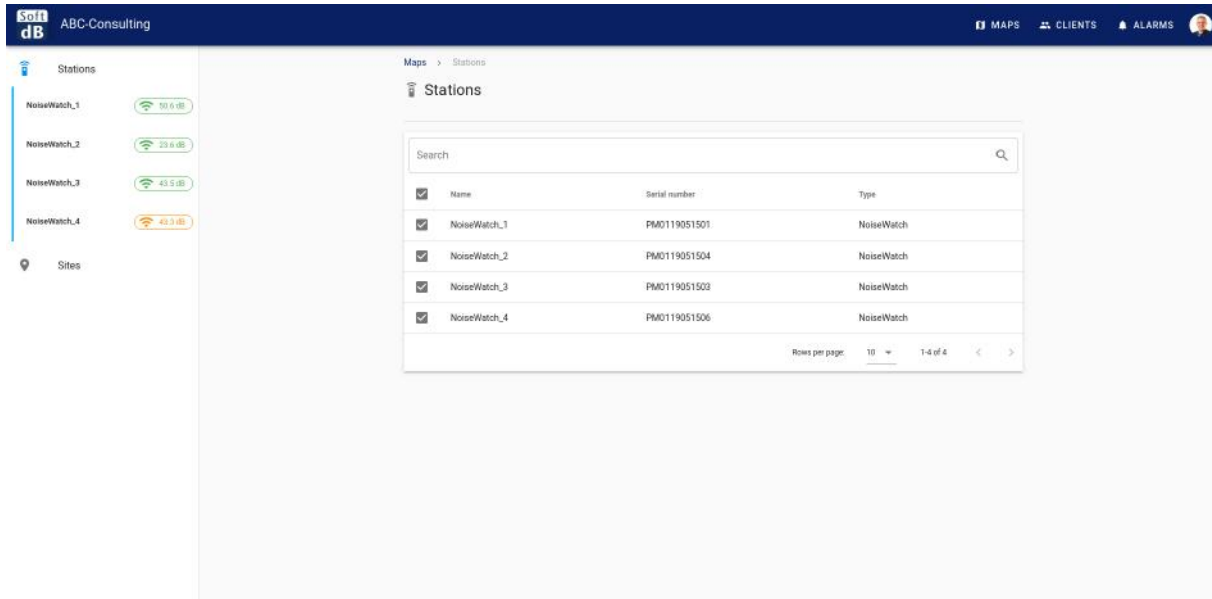 Soft
dB
ABC-Consulting
MAPS
CLIENTS
ALARMS
Stations
NoiseWatch_1 50.6 dB
NoiseWatch_2 23.6 dB
NoiseWatch_3 43.5 dB
NoiseWatch_4 43.3 dB
Sites
Maps > Stations
Stations
Search
Name Serial number Type
NoiseWatch_1 PM0119051501 NoiseWatch
NoiseWatch_2 PM0119051504 NoiseWatch
NoiseWatch_3 PM0119051503 NoiseWatch
NoiseWatch_4 PM0119051506 NoiseWatch
Rows per page: 10 1-4 of 4 < >